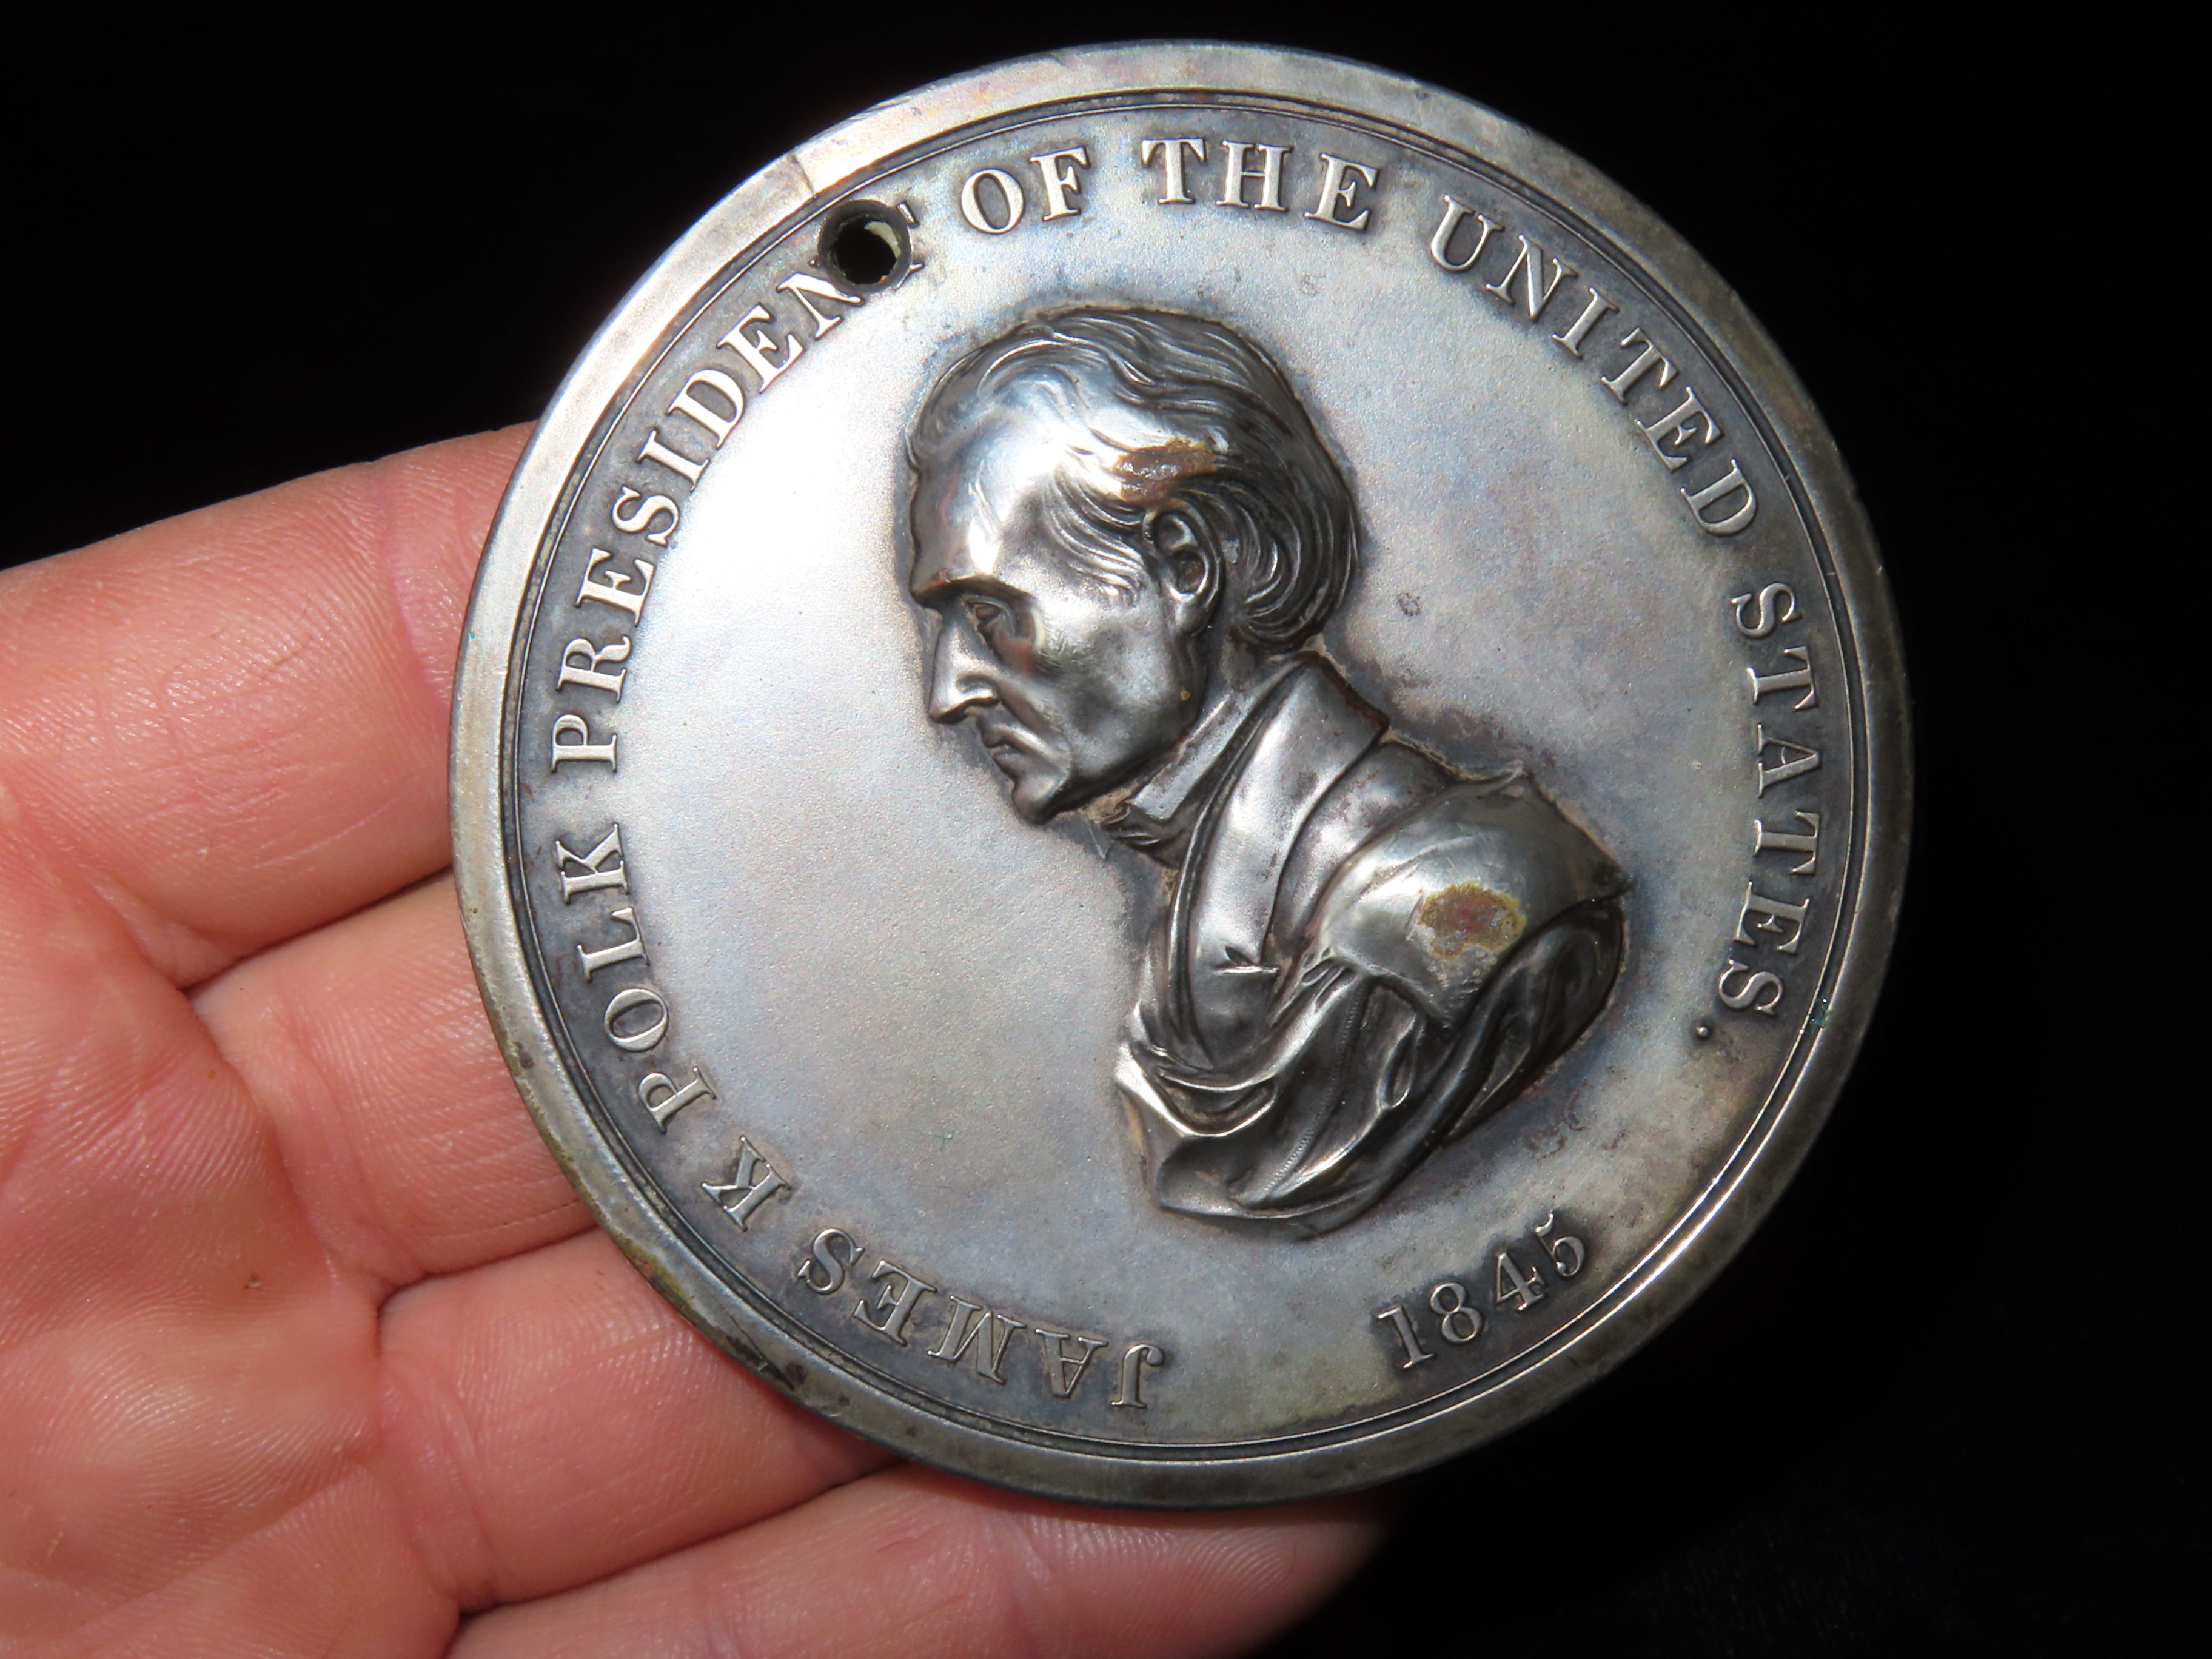 JAMES K POLK PRESIDENT OF THE UNITED STATES.
1845